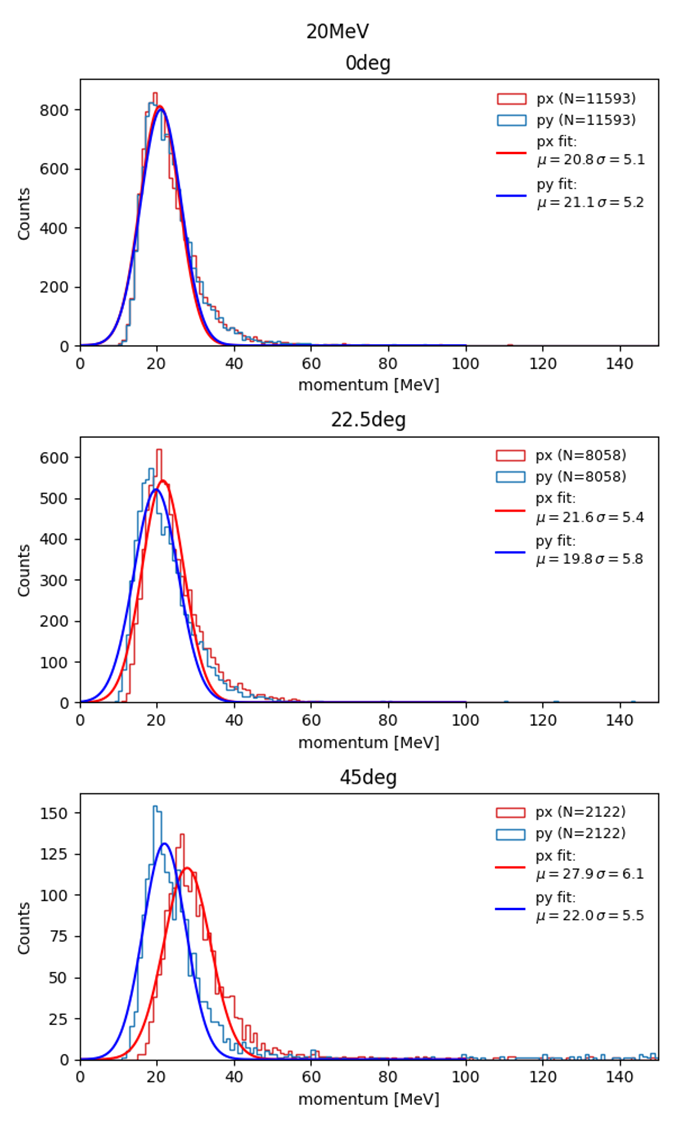 20MeV
0deg
800
600
400
200
0
Counts
px (N=11593)
py (N=11593)
px fit:
μ = 20.8 σ = 5.1
py fit:
μ = 21.1 σ = 5.2
0 20 40 60 80 100 120 140
momentum [MeV]
22.5deg
600
500
400
300
200
100
0
Counts
px (N=8058)
py (N=8058)
px fit:
μ = 21.6 σ = 5.4
py fit:
μ = 19.8 σ = 5.8
0 20 40 60 80 100 120 140
momentum [MeV]
45deg
150
125
100
75
50
25
0
Counts
px (N=2122)
py (N=2122)
px fit:
μ = 27.9 σ = 6.1
py fit:
μ = 22.0 σ = 5.5
0 20 40 60 80 100 120 140
momentum [MeV]